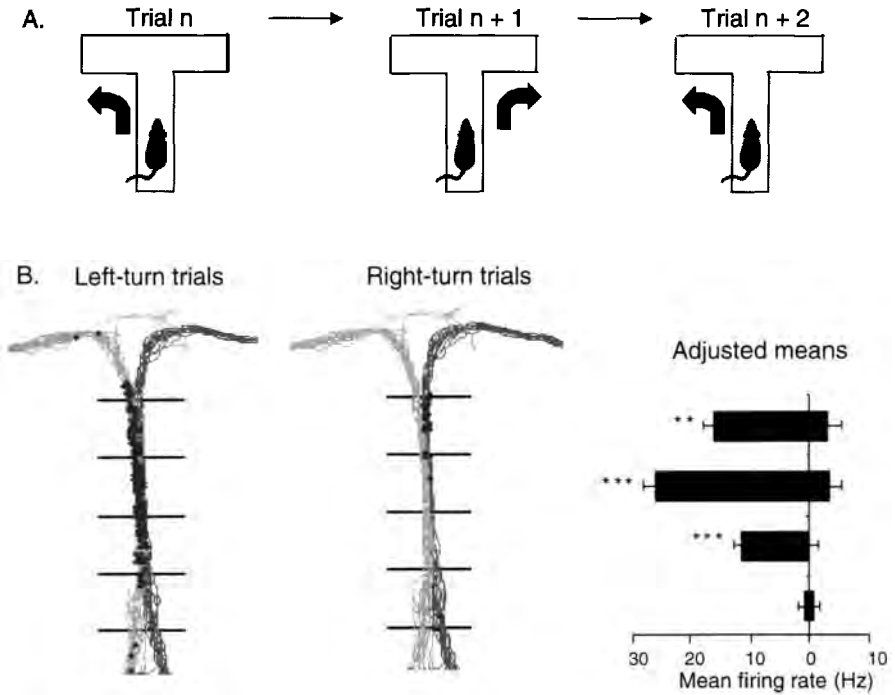 A. Trial n Trial n + 1 Trial n + 2
B. Left-turn trials Right-turn trials
Adjusted means
* *
* * *
* * *
30 20 10 0 10
Mean firing rate (Hz)